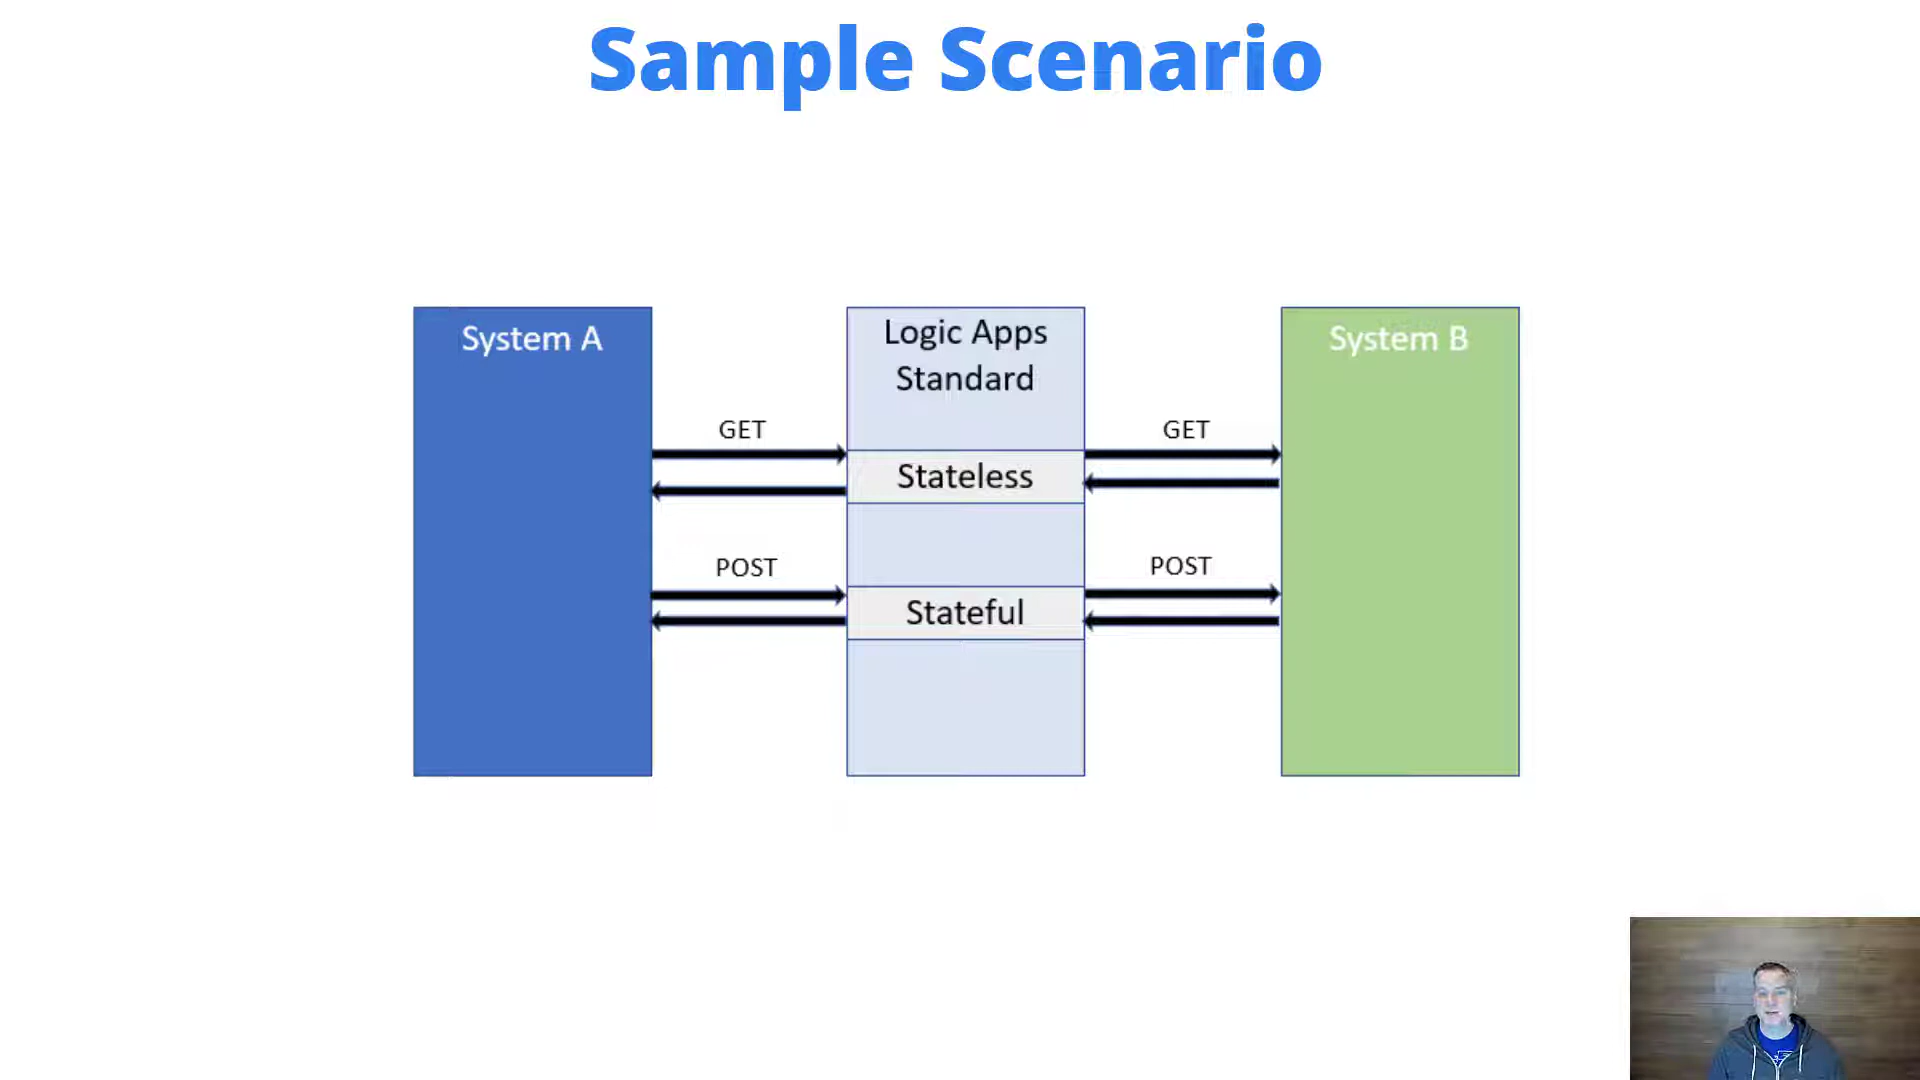 Sample Scenario
System A
Logic Apps
Standard
System B
GET
GET
Stateless
POST
POST
Stateful